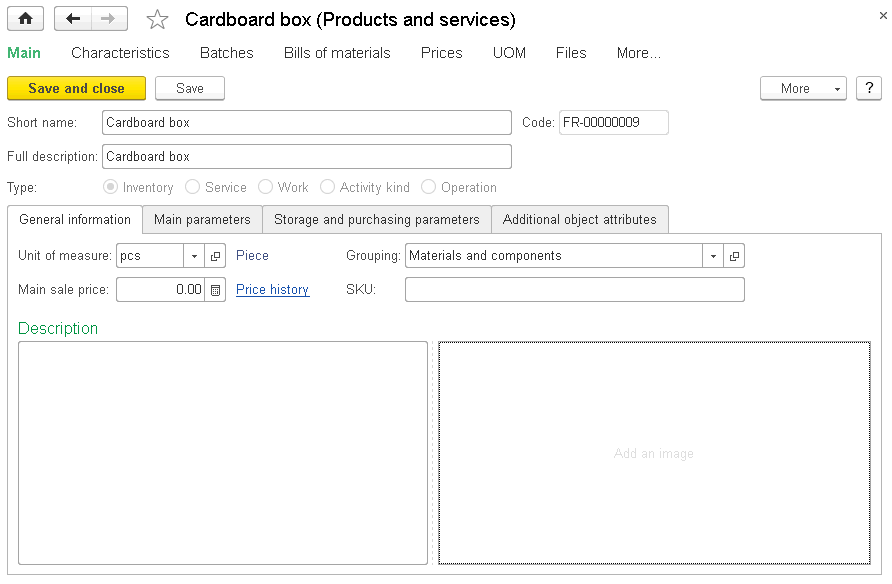 Cardboard box (Products and services)
Main Characteristics Batches Bills of materials Prices UOM Files More...
Save and close Save More ?
Short name: Cardboard box Code: FR-00000009
Full description: Cardboard box
Type: Inventory Service Work Activity kind Operation
General information Main parameters Storage and purchasing parameters Additional object attributes
Unit of measure: pcs Piece Grouping: Materials and components
Main sale price: 0.00 Price history SKU:
Description
Add an image